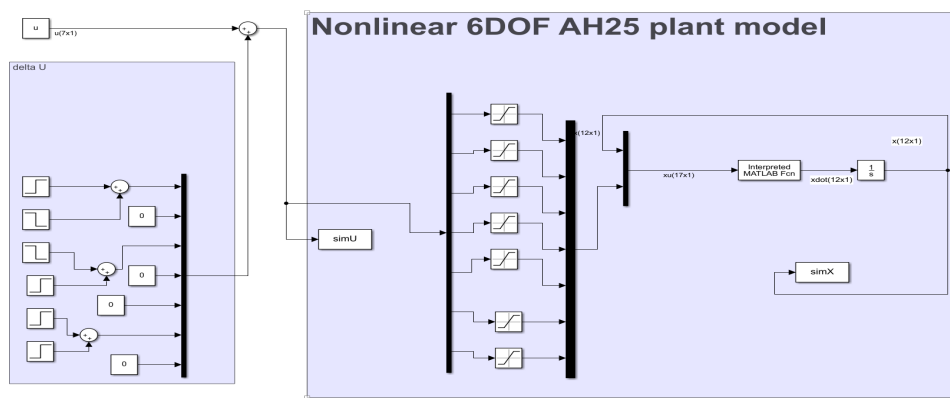 Nonlinear 6DOF AH25 plant model
u
u(7x1)
delta U
0
0
0
0
simU
x(12x1)
xu(17x1)
Interpreted
MATLAB Fcn
xdot(12x1)
1
s
x(12x1)
simX